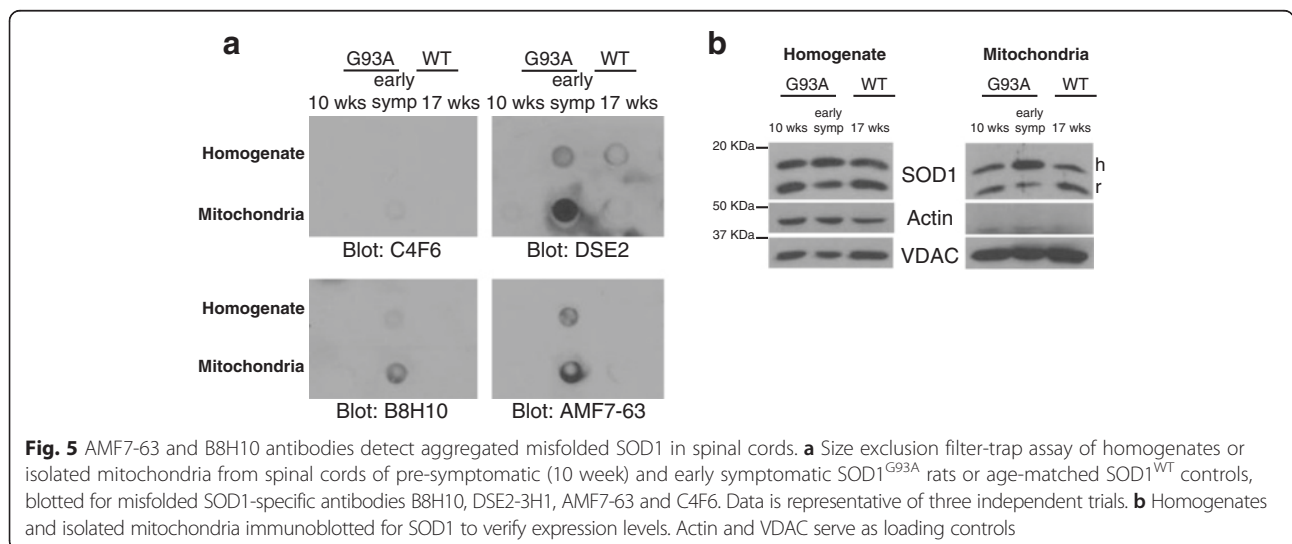 a
G93A WT
early
10 wks symp 17 wks
G93A WT
early
10 wks symp 17 wks
Homogenate
Mitochondria
Blot: C4F6
Blot: DSE2
Homogenate
Mitochondria
Blot: B8H10
Blot: AMF7-63
b
Homogenate
G93A WT
early
10 wks symp 17 wks
Mitochondria
G93A WT
early
10 wks symp 17 wks
20 KDa
SOD1
h
r
50 KDa
Actin
37 KDa
VDAC
Fig. 5 AMF7-63 and B8H10 antibodies detect aggregated misfolded SOD1 in spinal cords. a Size exclusion filter-trap assay of homogenates or
isolated mitochondria from spinal cords of pre-symptomatic (10 week) and early symptomatic SOD1G93A rats or age-matched SOD1WT controls,
blotted for misfolded SOD1-specific antibodies B8H10, DSE2-3H1, AMF7-63 and C4F6. Data is representative of three independent trials. b Homogenates
and isolated mitochondria immunoblotted for SOD1 to verify expression levels. Actin and VDAC serve as loading controls